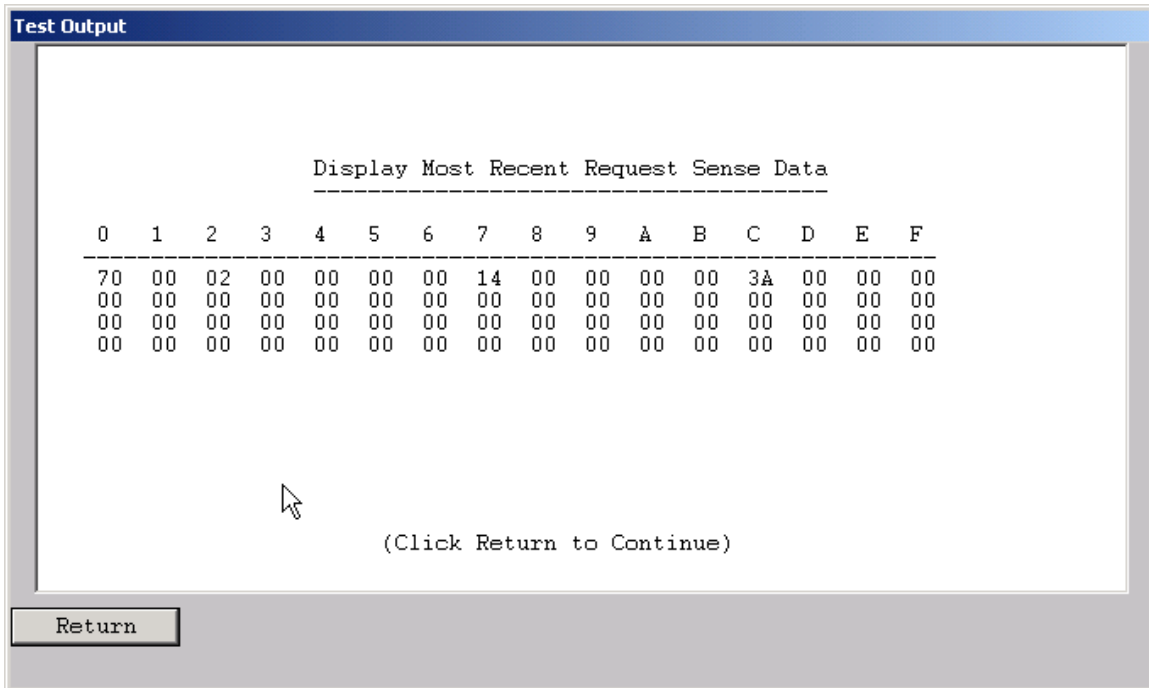 Test Output
Display Most Recent Request Sense Data
--------------------------------------
0 1 2 3 4 5 6 7 8 9 A B C D E F
---------------------------------------------------------------
70 00 02 00 00 00 00 14 00 00 00 00 3A 00 00 00
00 00 00 00 00 00 00 00 00 00 00 00 00 00 00 00
00 00 00 00 00 00 00 00 00 00 00 00 00 00 00 00
00 00 00 00 00 00 00 00 00 00 00 00 00 00 00 00
(Click Return to Continue)
Return